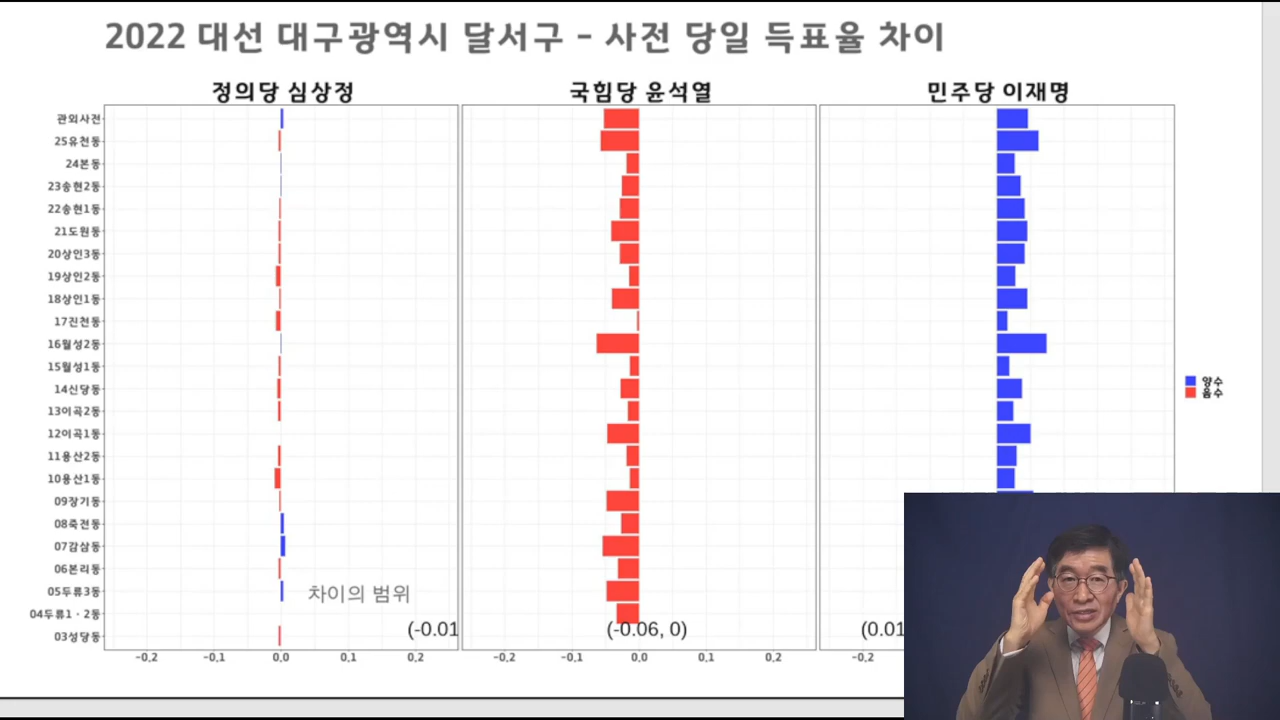 2022 대선 대구광역시 달서구 - 사전 당일 득표율 차이
정의당 심상정
국힘당 윤석열
민주당 이재명
관외사전
25유천동
24본동
23송현2동
22송현1동
21도원동
20상인3동
19상인2동
18상인1동
17진천동
16월성2동
15월성1동
14신당동
13이곡2동
12이곡1동
11용산2동
10용산1동
09장기동
08죽전동
07감삼동
06본리동
05두류3동
04두류1·2동
03성당동
양수
음수
차이의 범위
(-0.01
(-0.06, 0)
(0.01
-0.2 -0.1 0.0 0.1 0.2
-0.2 -0.1 0.0 0.1 0.2
-0.2